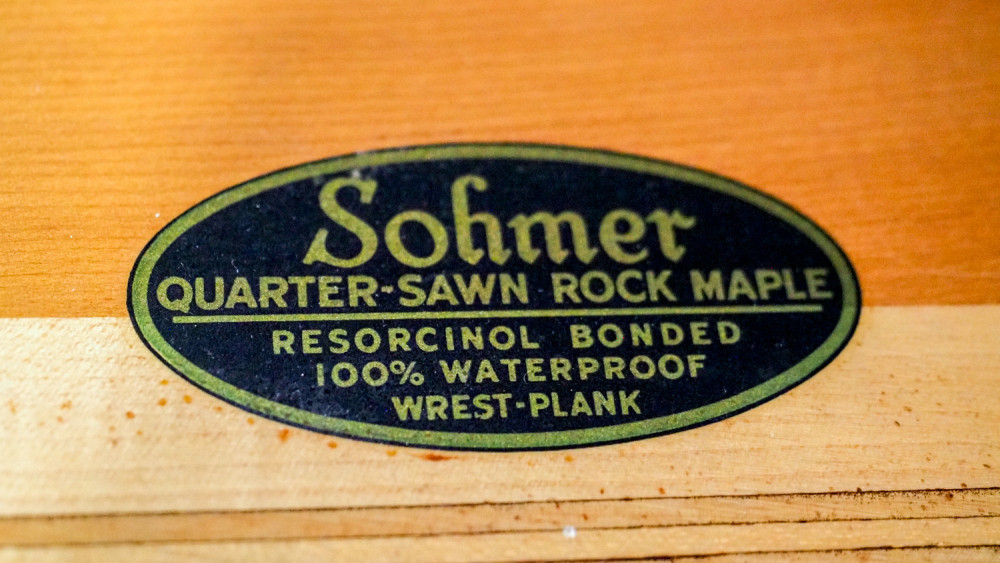 Sohmer
QUARTER-SAWN ROCK MAPLE
RESORCINOL BONDED
100% WATERPROOF
WREST-PLANK